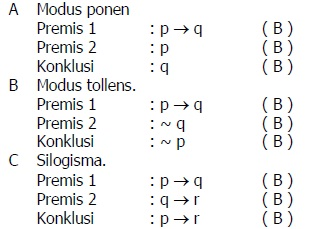 A Modus ponen
Premis 1 : p → q ( B )
Premis 2 : p ( B )
Konklusi : q ( B )
B Modus tollens.
Premis 1 : p → q ( B )
Premis 2 : ~ q ( B )
Konklusi : ~ p ( B )
C Silogisma.
Premis 1 : p → q ( B )
Premis 2 : q → r ( B )
Konklusi : p → r ( B )